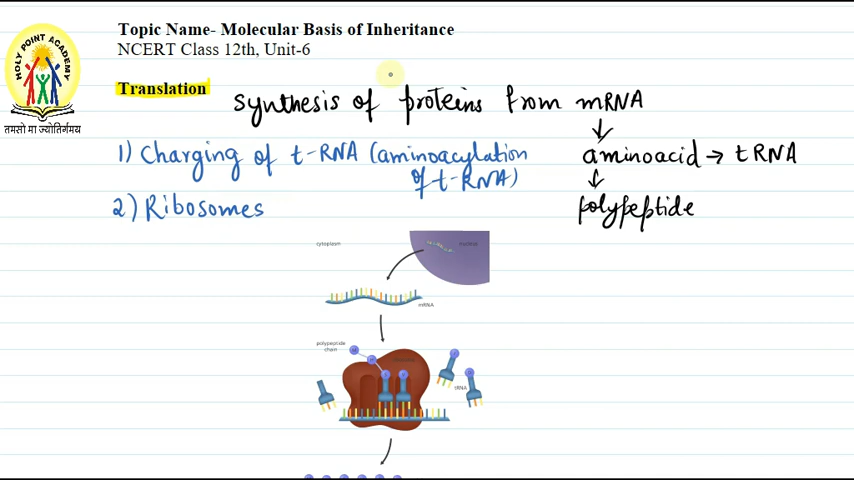 Topic Name- Molecular Basis of Inheritance
NCERT Class 12th, Unit-6
HOLY POINT ACADEMY
तमसो मा ज्योतिर्गमय
Translation
Synthesis of proteins from mRNA
1) Charging of t-RNA (aminoacylation of t-RNA)
aminoacid → tRNA
2) Ribosomes
polypeptide
cytoplasm
mRNA
polypeptide
chain
tRNA